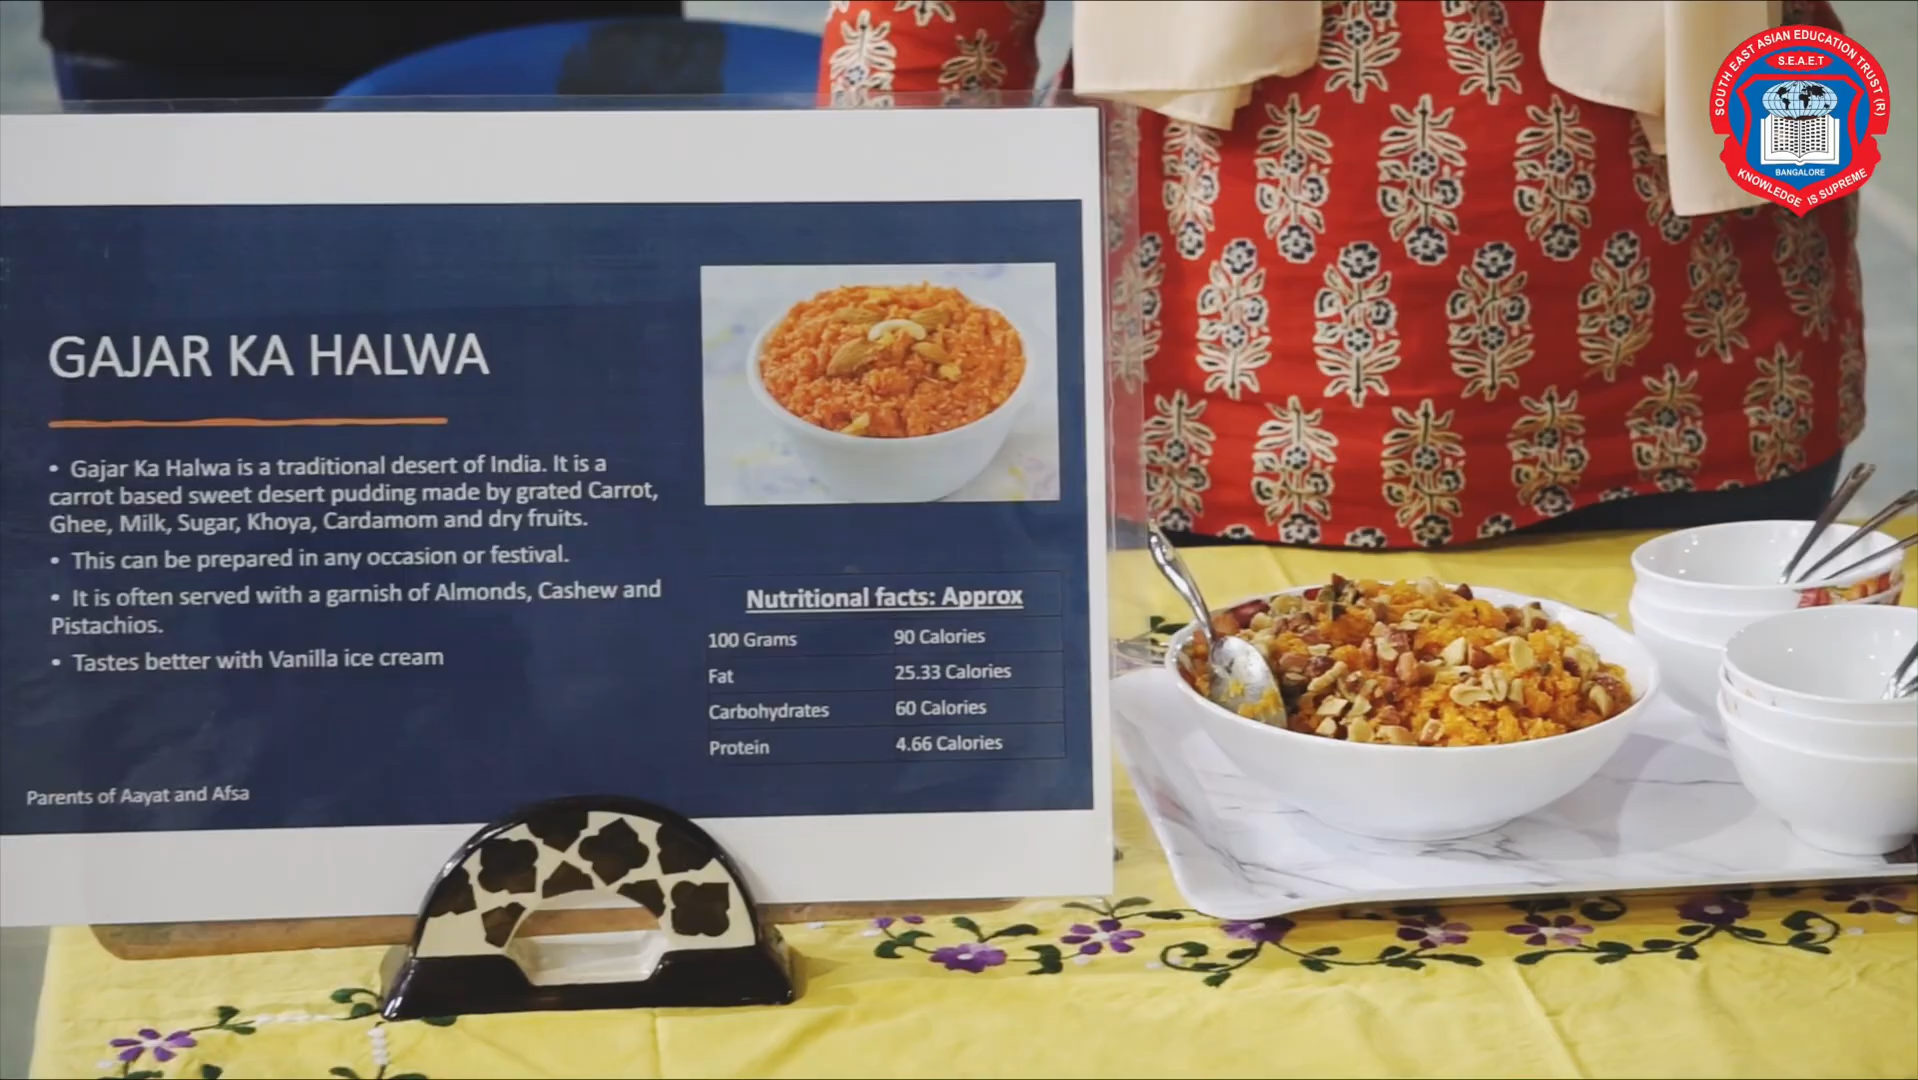 GAJAR KA HALWA
• Gajar Ka Halwa is a traditional desert of India. It is a
carrot based sweet desert pudding made by grated Carrot,
Ghee, Milk, Sugar, Khoya, Cardamom and dry fruits.
• This can be prepared in any occasion or festival.
• It is often served with a garnish of Almonds, Cashew and
Pistachios.
• Tastes better with Vanilla ice cream
Parents of Aayat and Afsa
Nutritional facts: Approx
100 Grams 90 Calories
Fat 25.33 Calories
Carbohydrates 60 Calories
Protein 4.66 Calories
SOUTH EAST ASIAN EDUCATION TRUST (R)
S.E.A.E.T
BANGALORE
KNOWLEDGE IS SUPREME